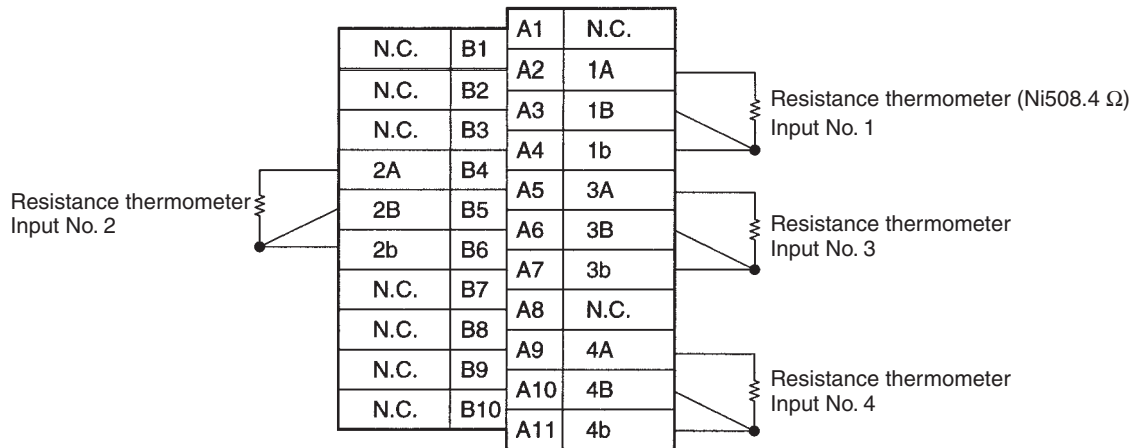 Resistance thermometer
Input No. 2
N.C. B1
N.C. B2
N.C. B3
2A B4
2B B5
2b B6
N.C. B7
N.C. B8
N.C. B9
N.C. B10
A1 N.C.
A2 1A
A3 1B
A4 1b
A5 3A
A6 3B
A7 3b
A8 N.C.
A9 4A
A10 4B
A11 4b
Resistance thermometer (Ni508.4 Ω)
Input No. 1
Resistance thermometer
Input No. 3
Resistance thermometer
Input No. 4